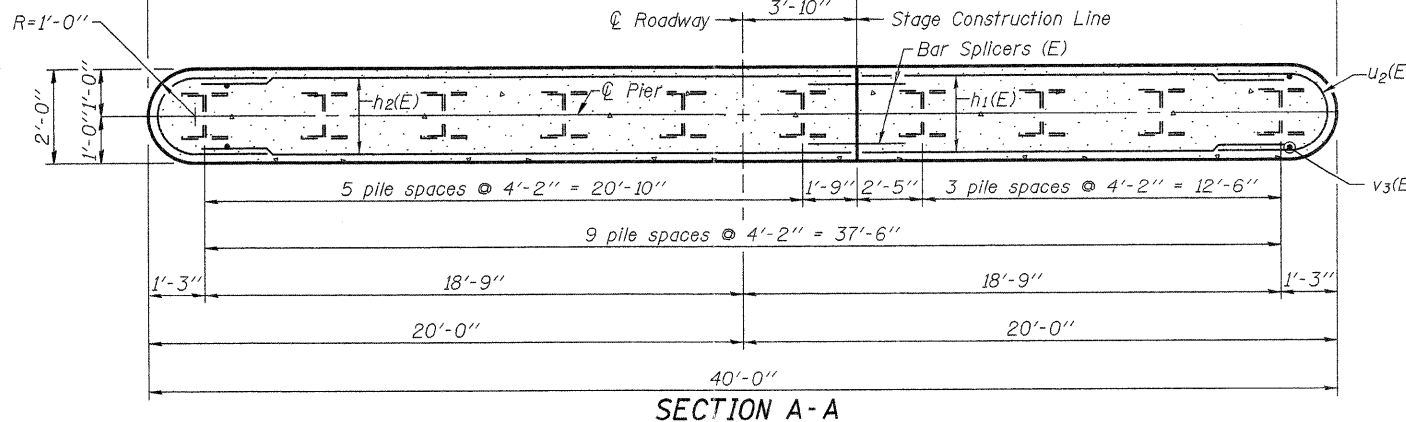 3'-10"
R=1'-0"
℄ Roadway
Stage Construction Line
Bar Splicers (E)
u2(E
2'-0"
1'-0"
1'-0"
h2(E)
℄ Pier
h1(E)
v3(E
5 pile spaces @ 4'-2" = 20'-10"
1'-9"
2'-5"
3 pile spaces @ 4'-2" = 12'-6"
9 pile spaces @ 4'-2" = 37'-6"
1'-3"
18'-9"
18'-9"
1'-3"
20'-0"
20'-0"
40'-0"
SECTION A-A